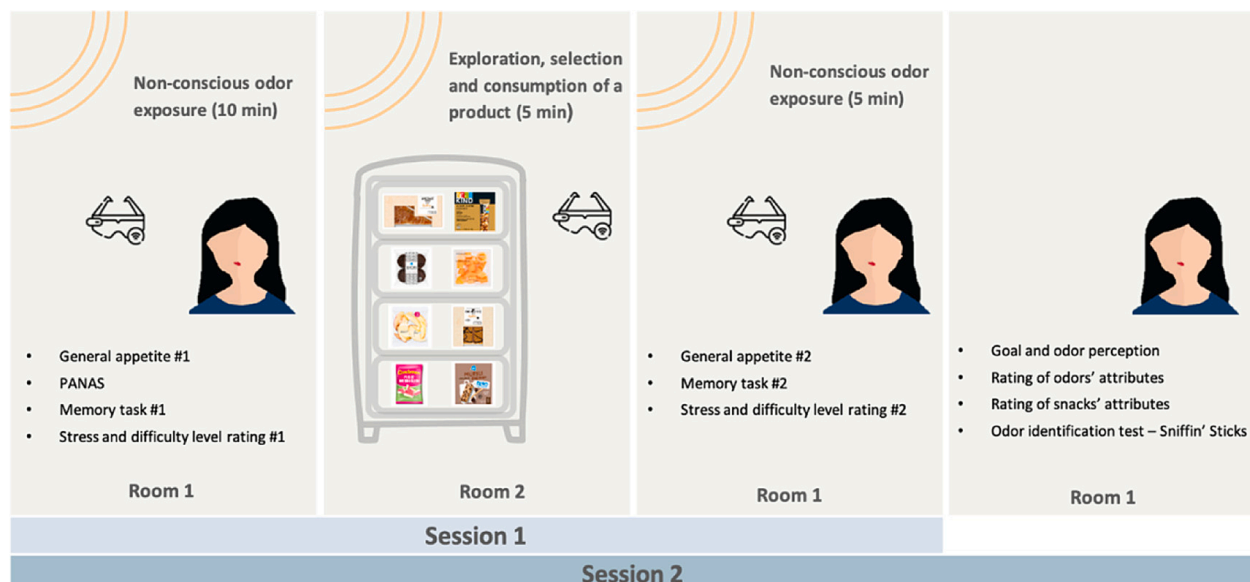 Non-conscious odor
exposure (10 min)
• General appetite #1
• PANAS
• Memory task #1
• Stress and difficulty level rating #1
Room 1
Exploration, selection
and consumption of a
product (5 min)
KIND
Room 2
Non-conscious odor
exposure (5 min)
• General appetite #2
• Memory task #2
• Stress and difficulty level rating #2
Room 1
• Goal and odor perception
• Rating of odors’ attributes
• Rating of snacks’ attributes
• Odor identification test – Sniffin’ Sticks
Room 1
Session 1
Session 2